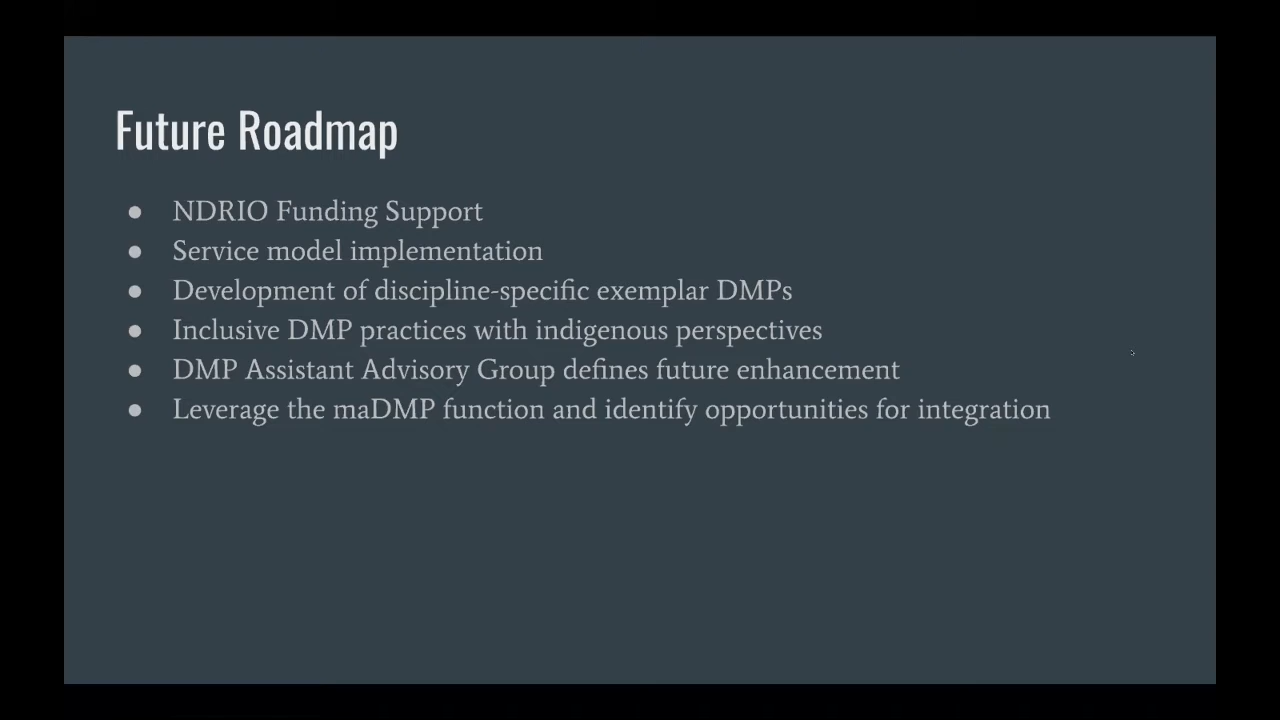 Future Roadmap
● NDRIO Funding Support
● Service model implementation
● Development of discipline-specific exemplar DMPs
● Inclusive DMP practices with indigenous perspectives
● DMP Assistant Advisory Group defines future enhancement
● Leverage the maDMP function and identify opportunities for integration